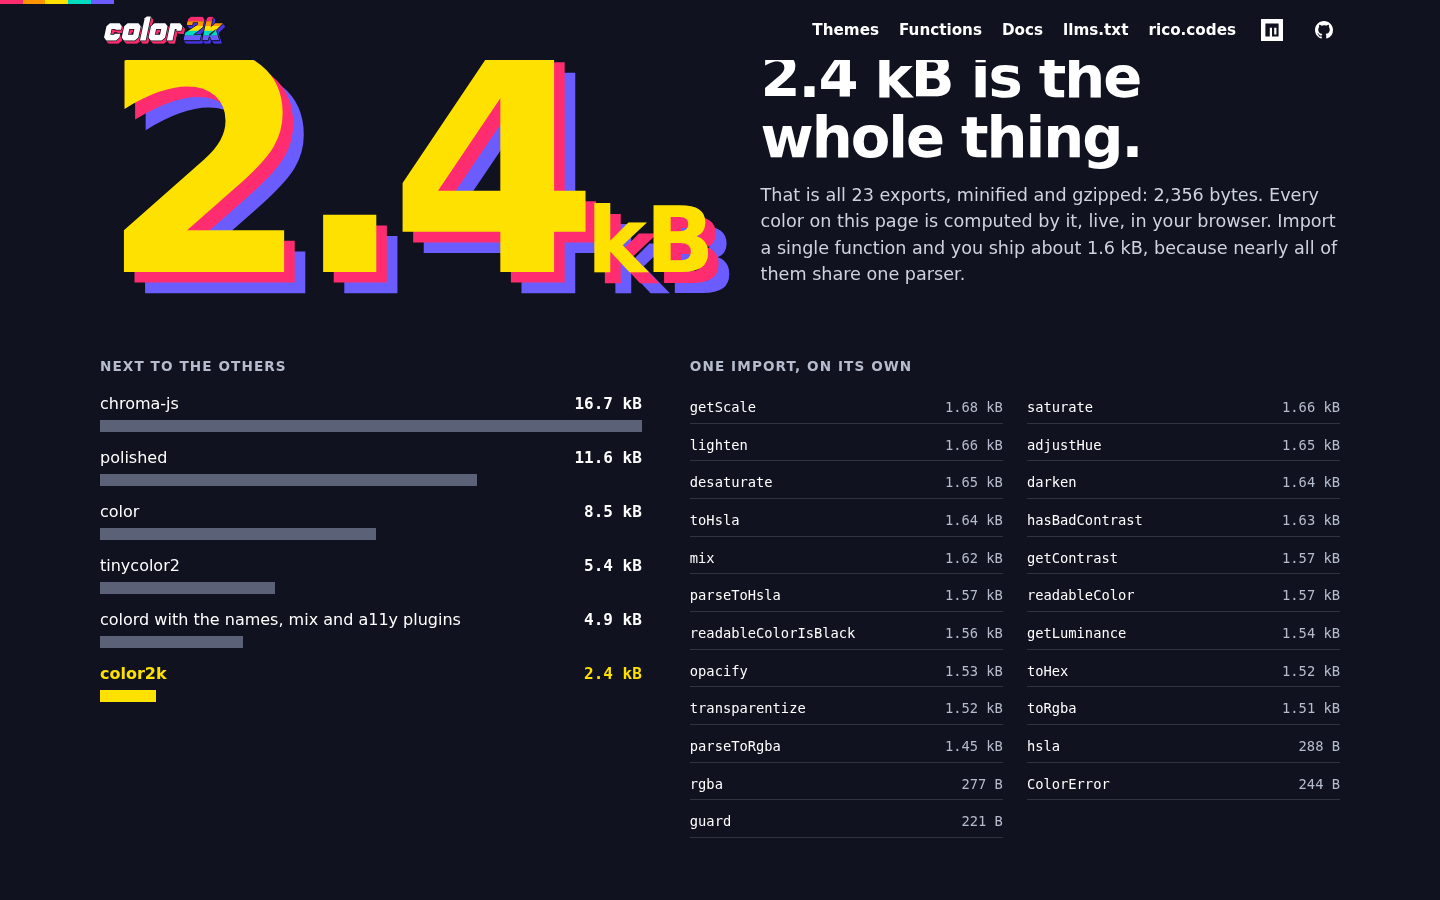 color2k
Themes Functions Docs llms.txt rico.codes
2.4 kB
2.4 kB is the
whole thing.
That is all 23 exports, minified and gzipped: 2,356 bytes. Every
color on this page is computed by it, live, in your browser. Import
a single function and you ship about 1.6 kB, because nearly all of
them share one parser.
NEXT TO THE OTHERS
chroma-js 16.7 kB
polished 11.6 kB
color 8.5 kB
tinycolor2 5.4 kB
colord with the names, mix and a11y plugins 4.9 kB
color2k 2.4 kB
ONE IMPORT, ON ITS OWN
getScale 1.68 kB saturate 1.66 kB
lighten 1.66 kB adjustHue 1.65 kB
desaturate 1.65 kB darken 1.64 kB
toHsla 1.64 kB hasBadContrast 1.63 kB
mix 1.62 kB getContrast 1.57 kB
parseToHsla 1.57 kB readableColor 1.57 kB
readableColorIsBlack 1.56 kB getLuminance 1.54 kB
opacify 1.53 kB toHex 1.52 kB
transparentize 1.52 kB toRgba 1.51 kB
parseToRgba 1.45 kB hsla 288 B
rgba 277 B ColorError 244 B
guard 221 B